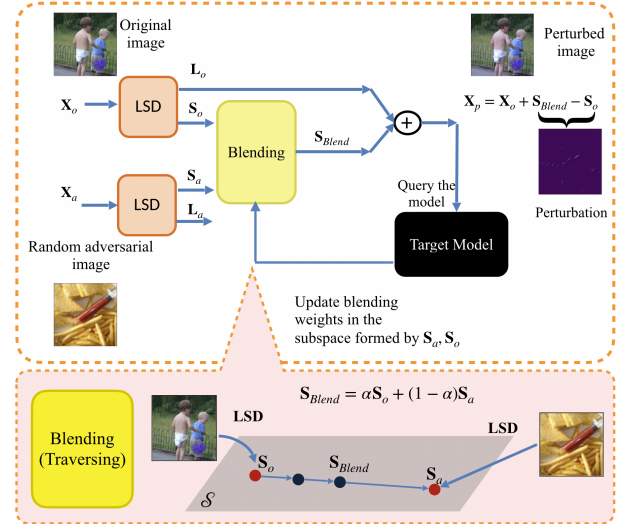 Original
image
Perturbed
image
L_o
X_o
LSD
S_o
X_p = X_o + S_Blend − S_o
Blending
S_Blend
+
X_a
LSD
S_a
L_a
Query the
model
Perturbation
Target Model
Random adversarial
image
Update blending
weights in the
subspace formed by S_a, S_o
S_Blend = αS_o + (1 − α)S_a
LSD
LSD
Blending
(Traversing)
S_o
S_Blend
S_a
𝒮